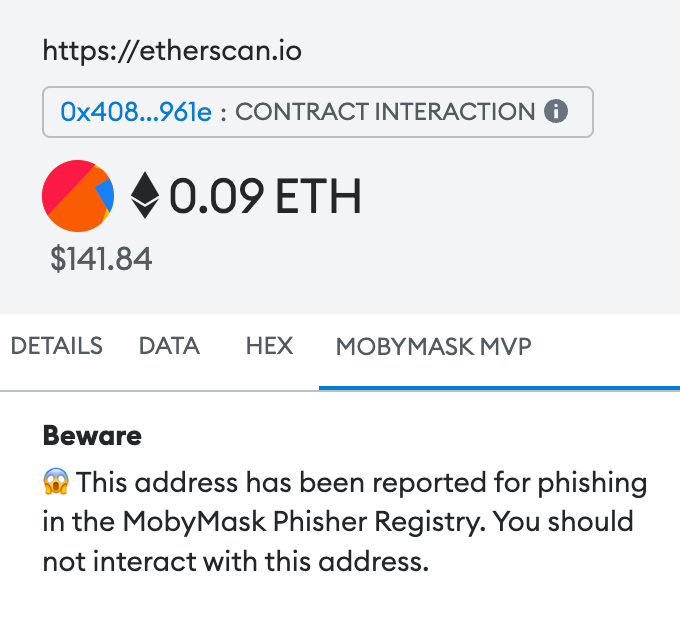 https://etherscan.io
0x408...961e : CONTRACT INTERACTION
0.09 ETH
$141.84
DETAILS DATA HEX MOBYMASK MVP
Beware
😱 This address has been reported for phishing
in the MobyMask Phisher Registry. You should
not interact with this address.